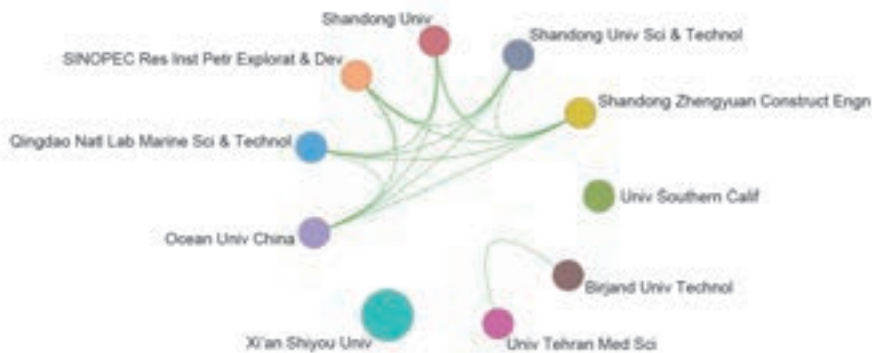 Shandong Univ
Shandong Univ Sci & Technol
SINOPEC Res Inst Petr Explorat & Dev
Shandong Zhengyuan Construct Engn
Qingdao Natl Lab Marine Sci & Technol
Univ Southern Calif
Ocean Univ China
Birjand Univ Technol
Xi'an Shiyou Univ
Univ Tehran Med Sci